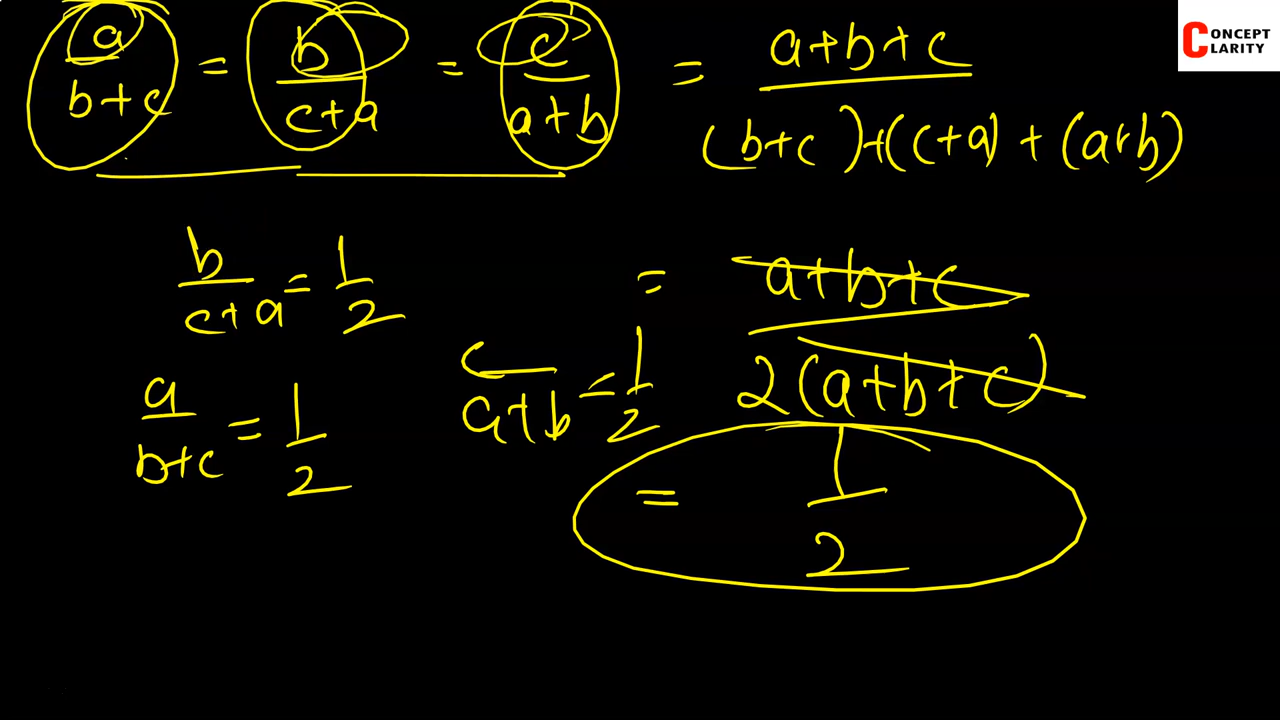 a/(b+c) = b/(c+a) = c/(a+b) = (a+b+c)/((b+c)+(c+a)+(a+b))
CONCEPT
CLARITY
b/(c+a) = 1/2
= (a+b+c)/(2(a+b+c))
a/(b+c) = 1/2
c/(a+b) = 1/2
= 1/2